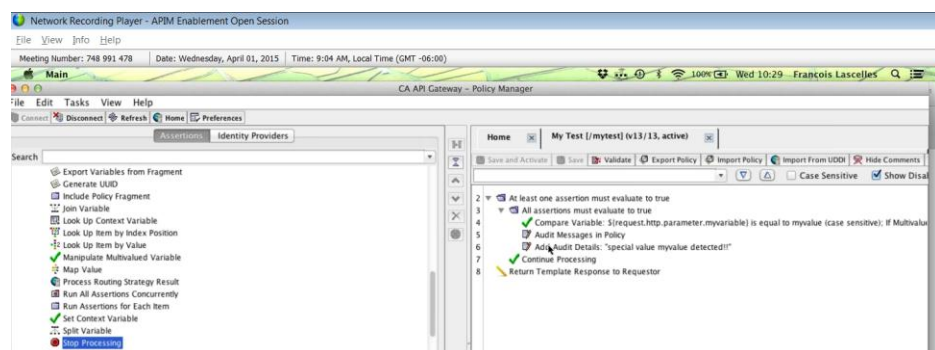 Network Recording Player - APIM Enablement Open Session
File View Info Help
Meeting Number: 748 991 478 Date: Wednesday, April 01, 2015 Time: 9:04 AM, Local Time (GMT -06:00)
Main 100% Wed 10:29 François Lascelles
CA API Gateway - Policy Manager
File Edit Tasks View Help
Connect Disconnect Refresh Home Preferences
Assertions Identity Providers
Home My Test [/mytest] (v13/13, active)
Search
Save and Activate Save Validate Export Policy Import Policy Import From UDDI Hide Comments
Case Sensitive Show Disal
Export Variables from Fragment
Generate UUID
Include Policy Fragment
Join Variable
Look Up Context Variable
Look Up Item by Index Position
Look Up Item by Value
Manipulate Multivalued Variable
Map Value
Process Routing Strategy Result
Run All Assertions Concurrently
Run Assertions for Each Item
Set Context Variable
Split Variable
Stop Processing
2 At least one assertion must evaluate to true
3 All assertions must evaluate to true
4 Compare Variable: ${request.http.parameter.myvariable} is equal to myvalue (case sensitive); If Multivalue
5 Audit Messages in Policy
6 Add Audit Details: "special value myvalue detected!!"
7 Continue Processing
8 Return Template Response to Requestor